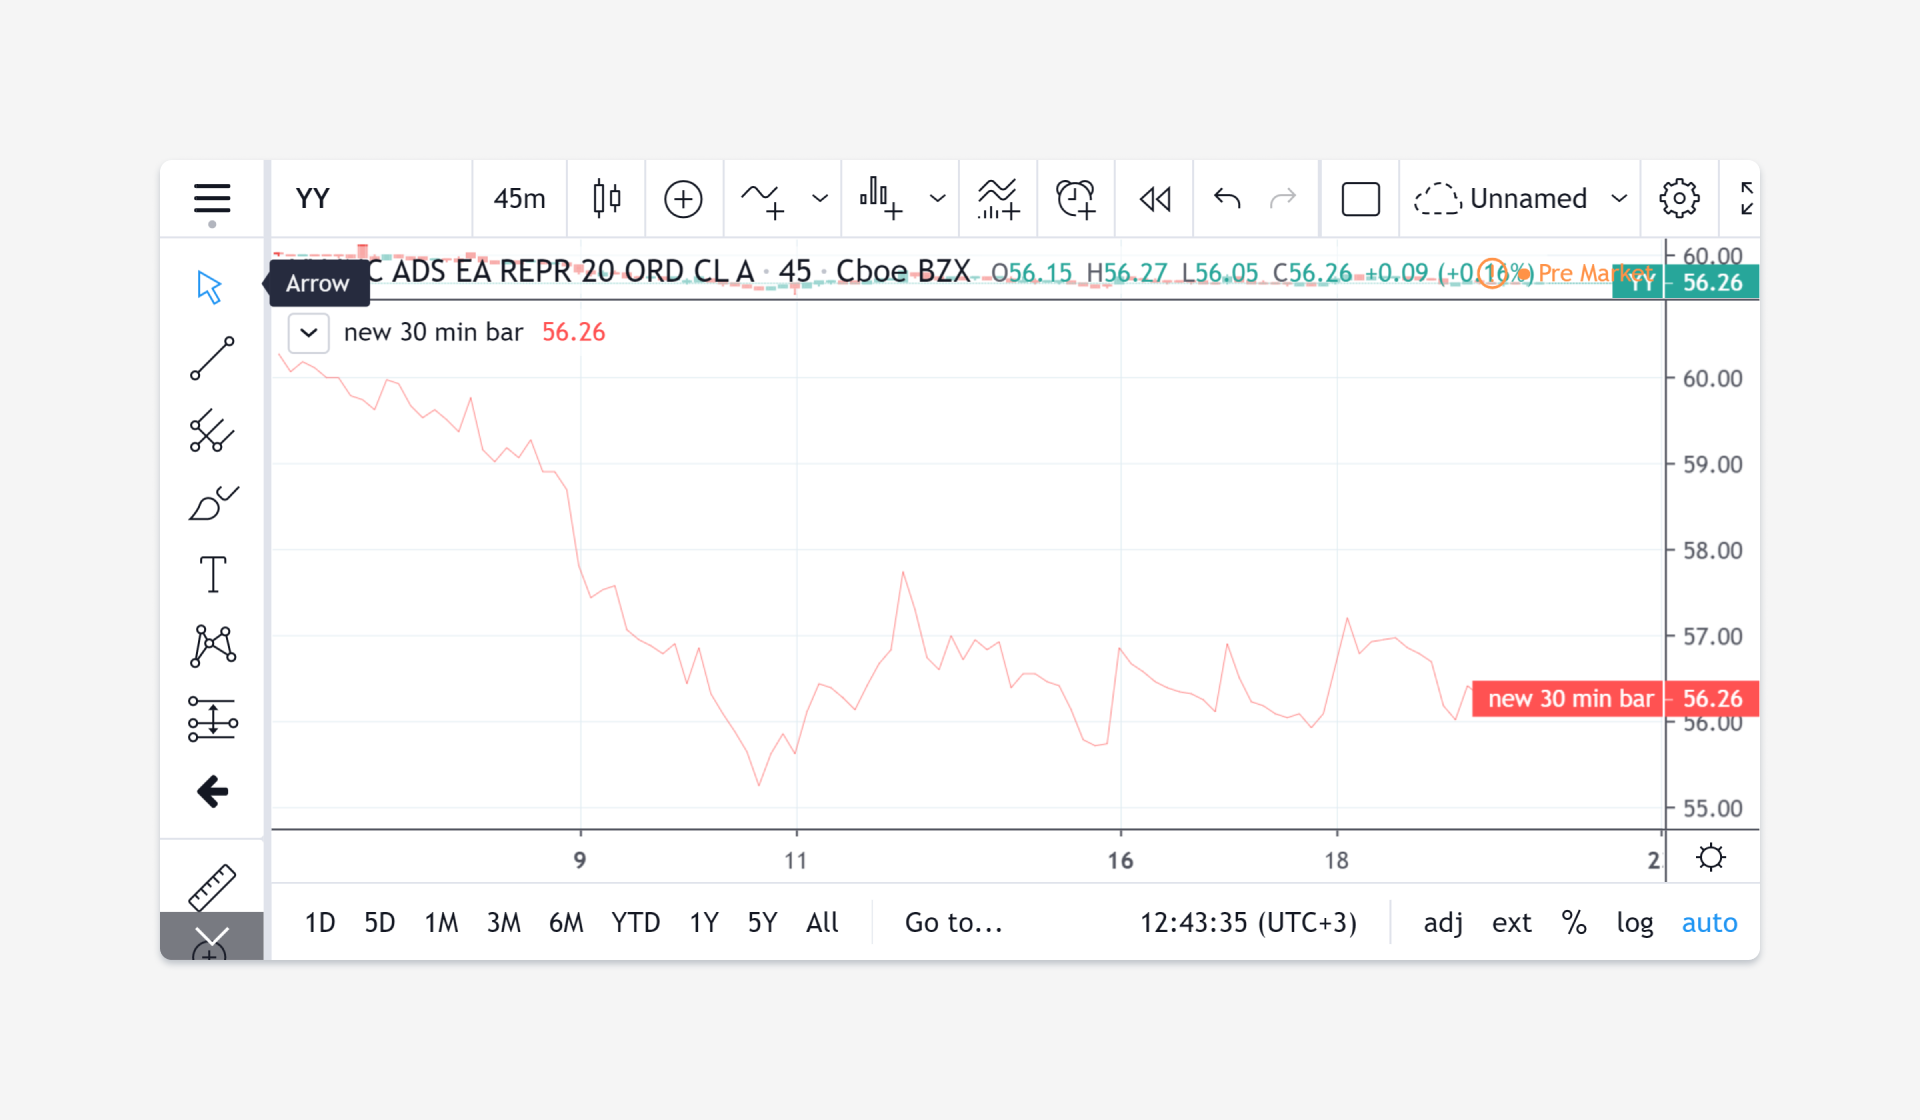 YY 45m Unnamed
Arrow
C ADS EA REPR 20 ORD CL A · 45 · Cboe BZX O56.15 H56.27 L56.05 C56.26 +0.09 (+0.16%) Pre Market
60.00
YY 56.26
new 30 min bar 56.26
60.00
59.00
58.00
57.00
new 30 min bar 56.26
56.00
55.00
9 11 16 18 2
1D 5D 1M 3M 6M YTD 1Y 5Y All Go to... 12:43:35 (UTC+3) adj ext % log auto